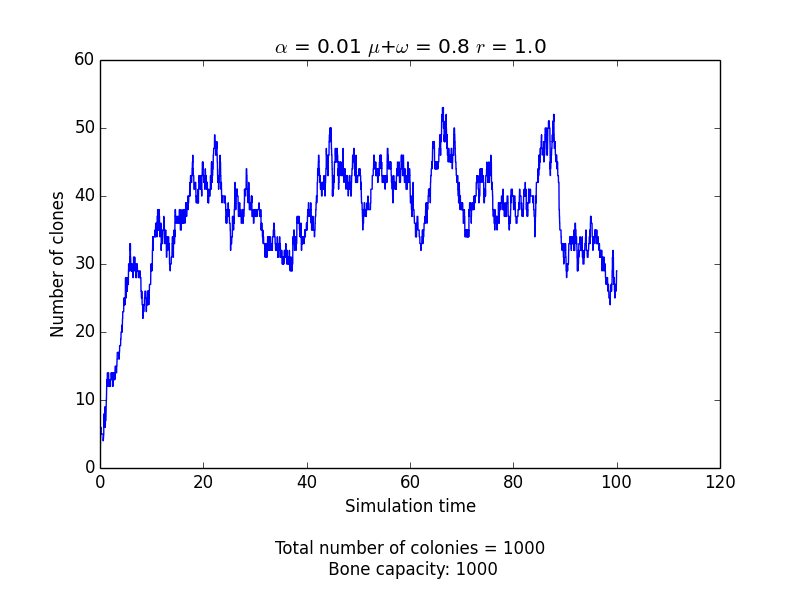 α = 0.01 μ+ω = 0.8 r = 1.0
60
50
40
30
20
10
0
Number of clones
0 20 40 60 80 100 120
Simulation time
Total number of colonies = 1000
Bone capacity: 1000